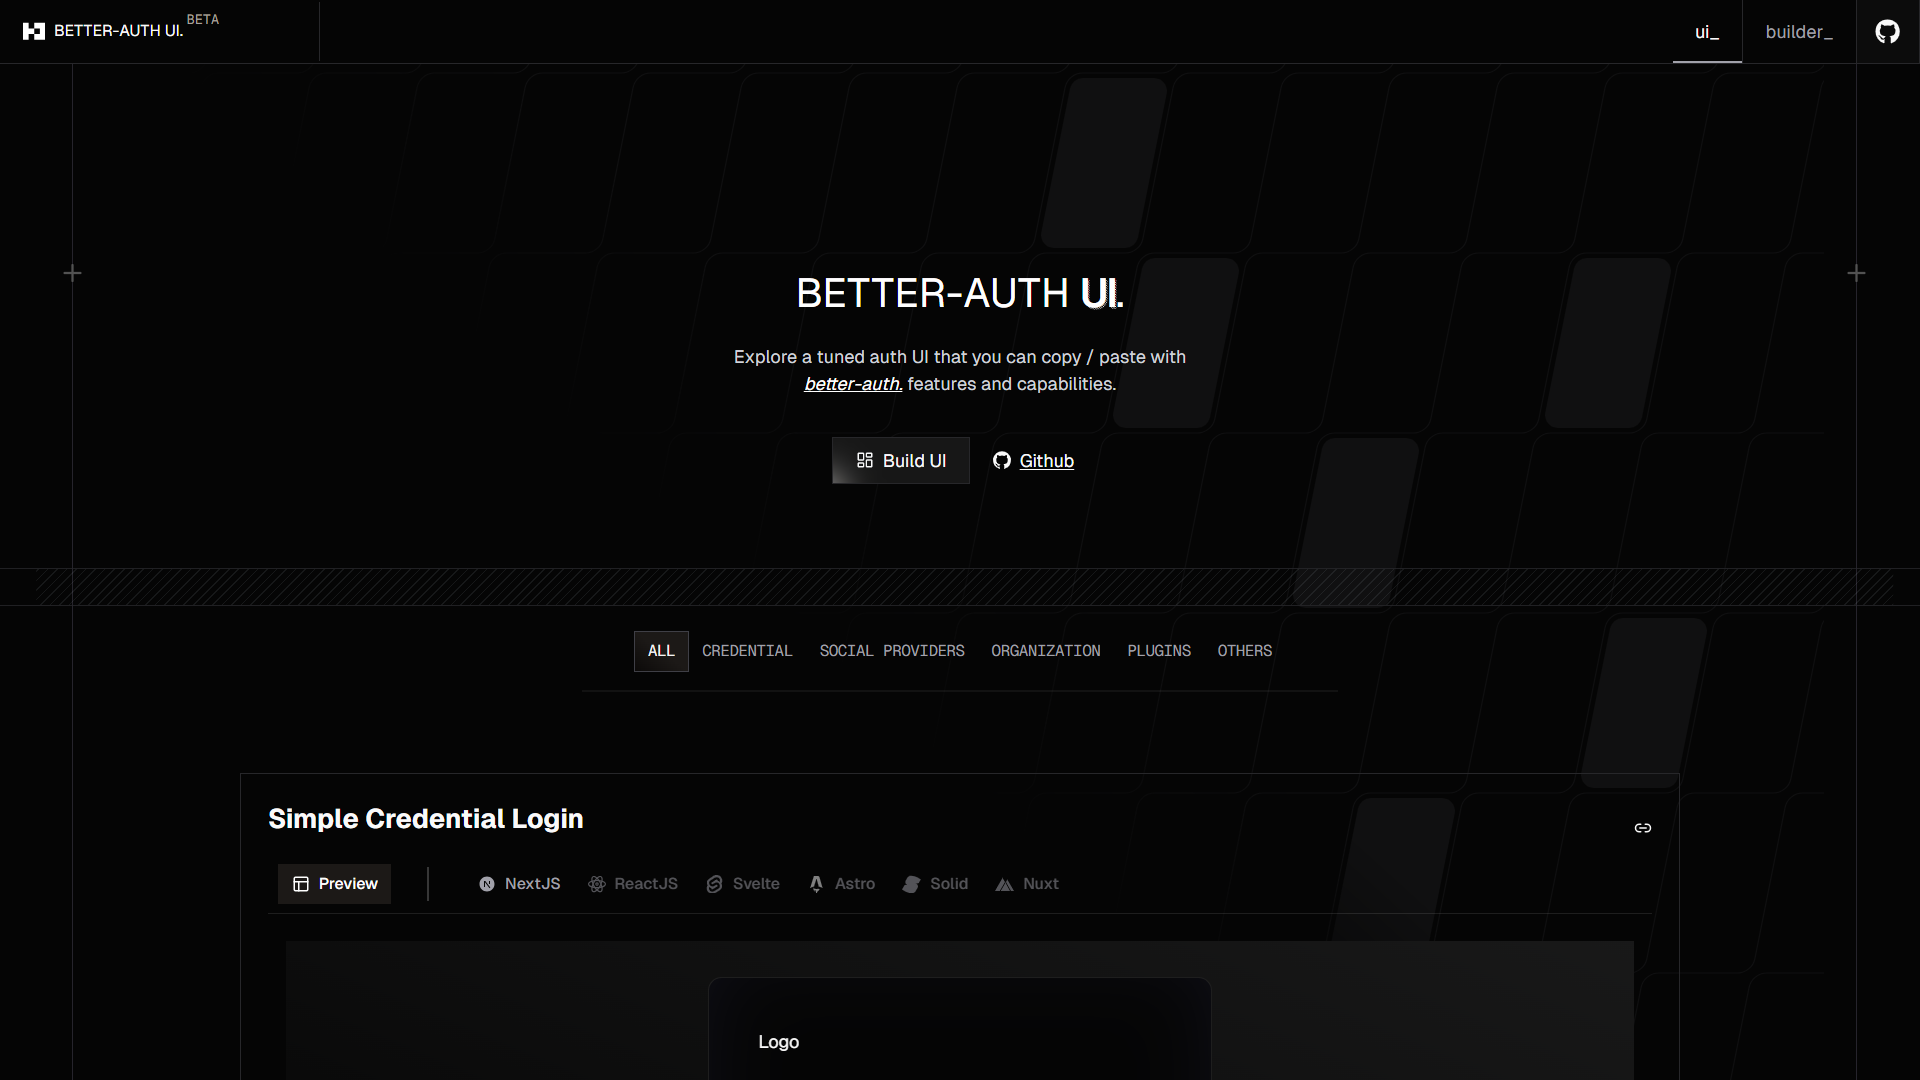 BETTER-AUTH UI. BETA
ui_
builder_
BETTER-AUTH UI.
Explore a tuned auth UI that you can copy / paste with
better-auth. features and capabilities.
Build UI
Github
ALL
CREDENTIAL
SOCIAL PROVIDERS
ORGANIZATION
PLUGINS
OTHERS
Simple Credential Login
Preview
NextJS
ReactJS
Svelte
Astro
Solid
Nuxt
Logo